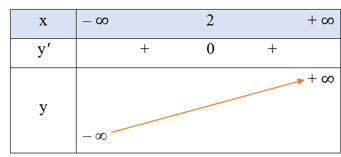 x – ∞ 2 + ∞
y′ + 0 +
+ ∞
y
– ∞